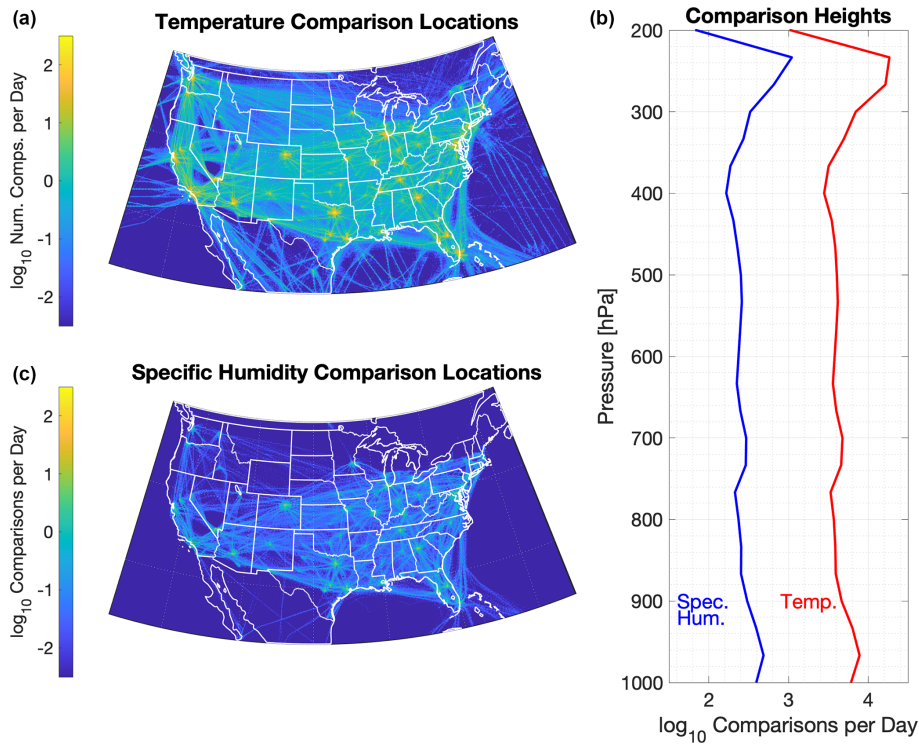 (a)
Temperature Comparison Locations
log10 Num. Comps. per Day
2
1
0
-1
-2
(b)
Comparison Heights
200
300
400
500
600
700
800
900
1000
Pressure [hPa]
Spec.
Hum.
Temp.
2
3
4
log10 Comparisons per Day
(c)
Specific Humidity Comparison Locations
log10 Comparisons per Day
2
1
0
-1
-2